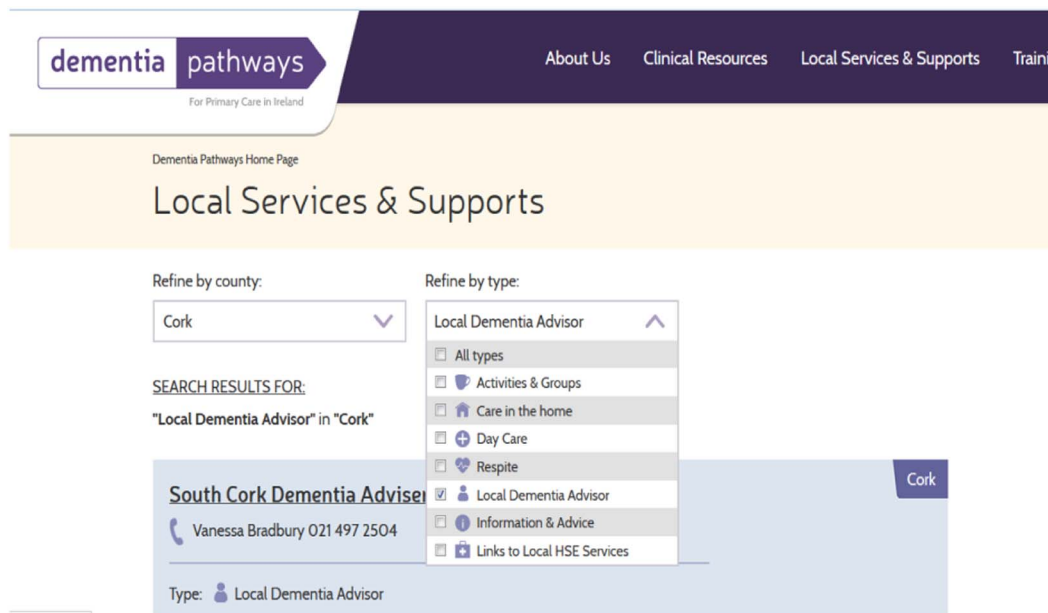 dementia pathways
For Primary Care in Ireland
About Us Clinical Resources Local Services & Supports Traini
Dementia Pathways Home Page
Local Services & Supports
Refine by county: Refine by type:
Cork Local Dementia Advisor
All types
Activities & Groups
Care in the home
Day Care
Respite
Local Dementia Advisor
Information & Advice
Links to Local HSE Services
SEARCH RESULTS FOR:
"Local Dementia Advisor" in "Cork"
South Cork Dementia Adviser
Cork
Vanessa Bradbury 021 497 2504
Type: Local Dementia Advisor